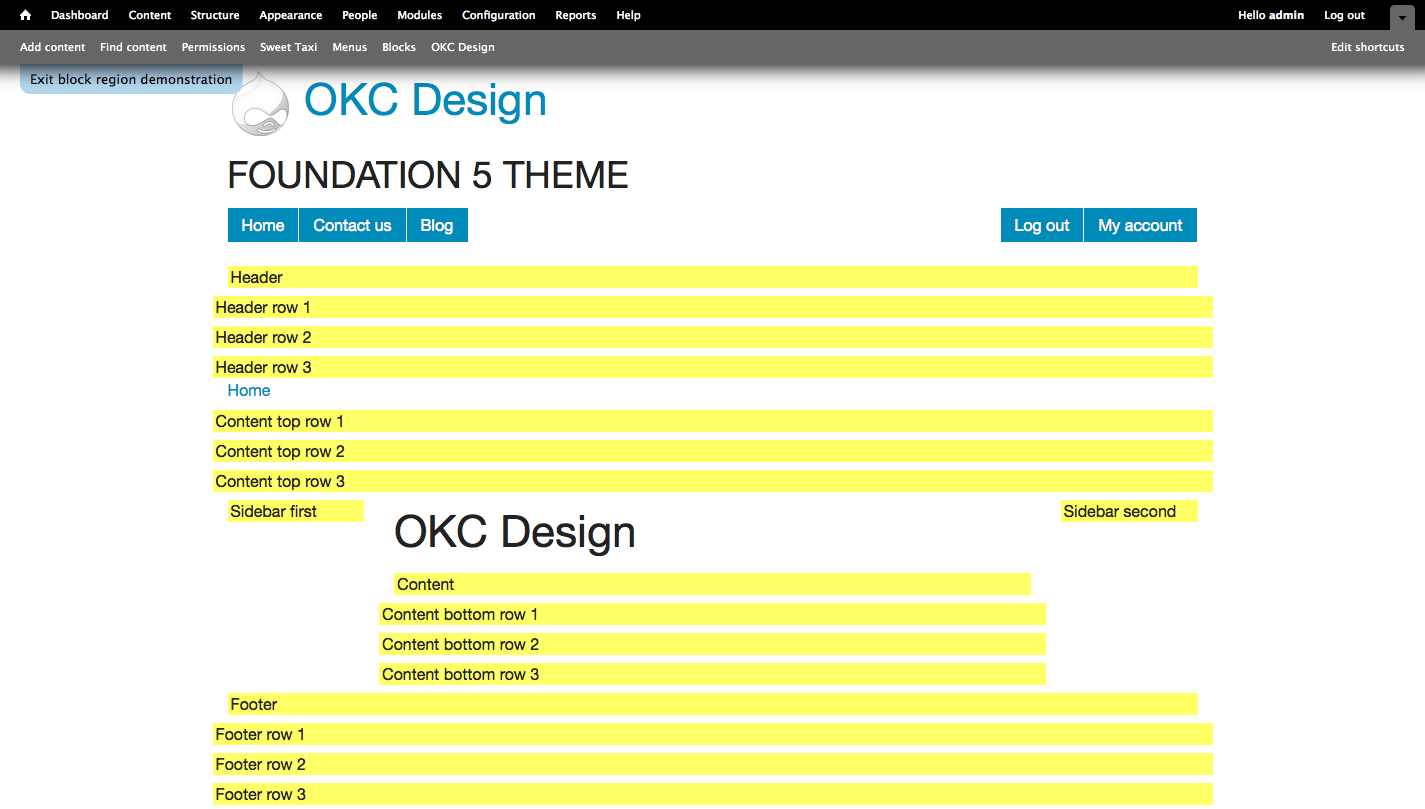 Dashboard Content Structure Appearance People Modules Configuration Reports Help Hello admin Log out
Add content Find content Permissions Sweet Taxi Menus Blocks OKC Design Edit shortcuts
Exit block region demonstration
OKC Design
FOUNDATION 5 THEME
Home Contact us Blog Log out My account
Header
Header row 1
Header row 2
Header row 3
Home
Content top row 1
Content top row 2
Content top row 3
Sidebar first
OKC Design
Sidebar second
Content
Content bottom row 1
Content bottom row 2
Content bottom row 3
Footer
Footer row 1
Footer row 2
Footer row 3